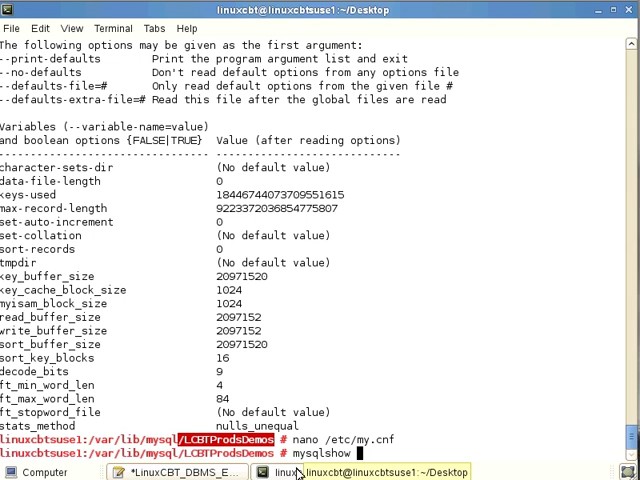 linuxcbt@linuxcbtsuse1:~/Desktop
File Edit View Terminal Tabs Help
The following options may be given as the first argument:
--print-defaults Print the program argument list and exit
--no-defaults Don't read default options from any options file
--defaults-file=# Only read default options from the given file #
--defaults-extra-file=# Read this file after the global files are read
Variables (--variable-name=value)
and boolean options {FALSE|TRUE} Value (after reading options)
--------------------------------- -----------------------------
character-sets-dir (No default value)
data-file-length 0
keys-used 18446744073709551615
max-record-length 9223372036854775807
set-auto-increment 0
set-collation (No default value)
sort-records 0
tmpdir (No default value)
key_buffer_size 20971520
key_cache_block_size 1024
myisam_block_size 1024
read_buffer_size 2097152
write_buffer_size 2097152
sort_buffer_size 20971520
sort_key_blocks 16
decode_bits 9
ft_min_word_len 4
ft_max_word_len 84
ft_stopword_file (No default value)
stats_method nulls_unequal
linuxcbtsuse1:/var/lib/mysql/LCBTProdsDemos # nano /etc/my.cnf
linuxcbtsuse1:/var/lib/mysql/LCBTProdsDemos # mysqlshow
Computer *LinuxCBT_DBMS_E... linux linuxcbt@linuxcbtsuse1:~/Desktop